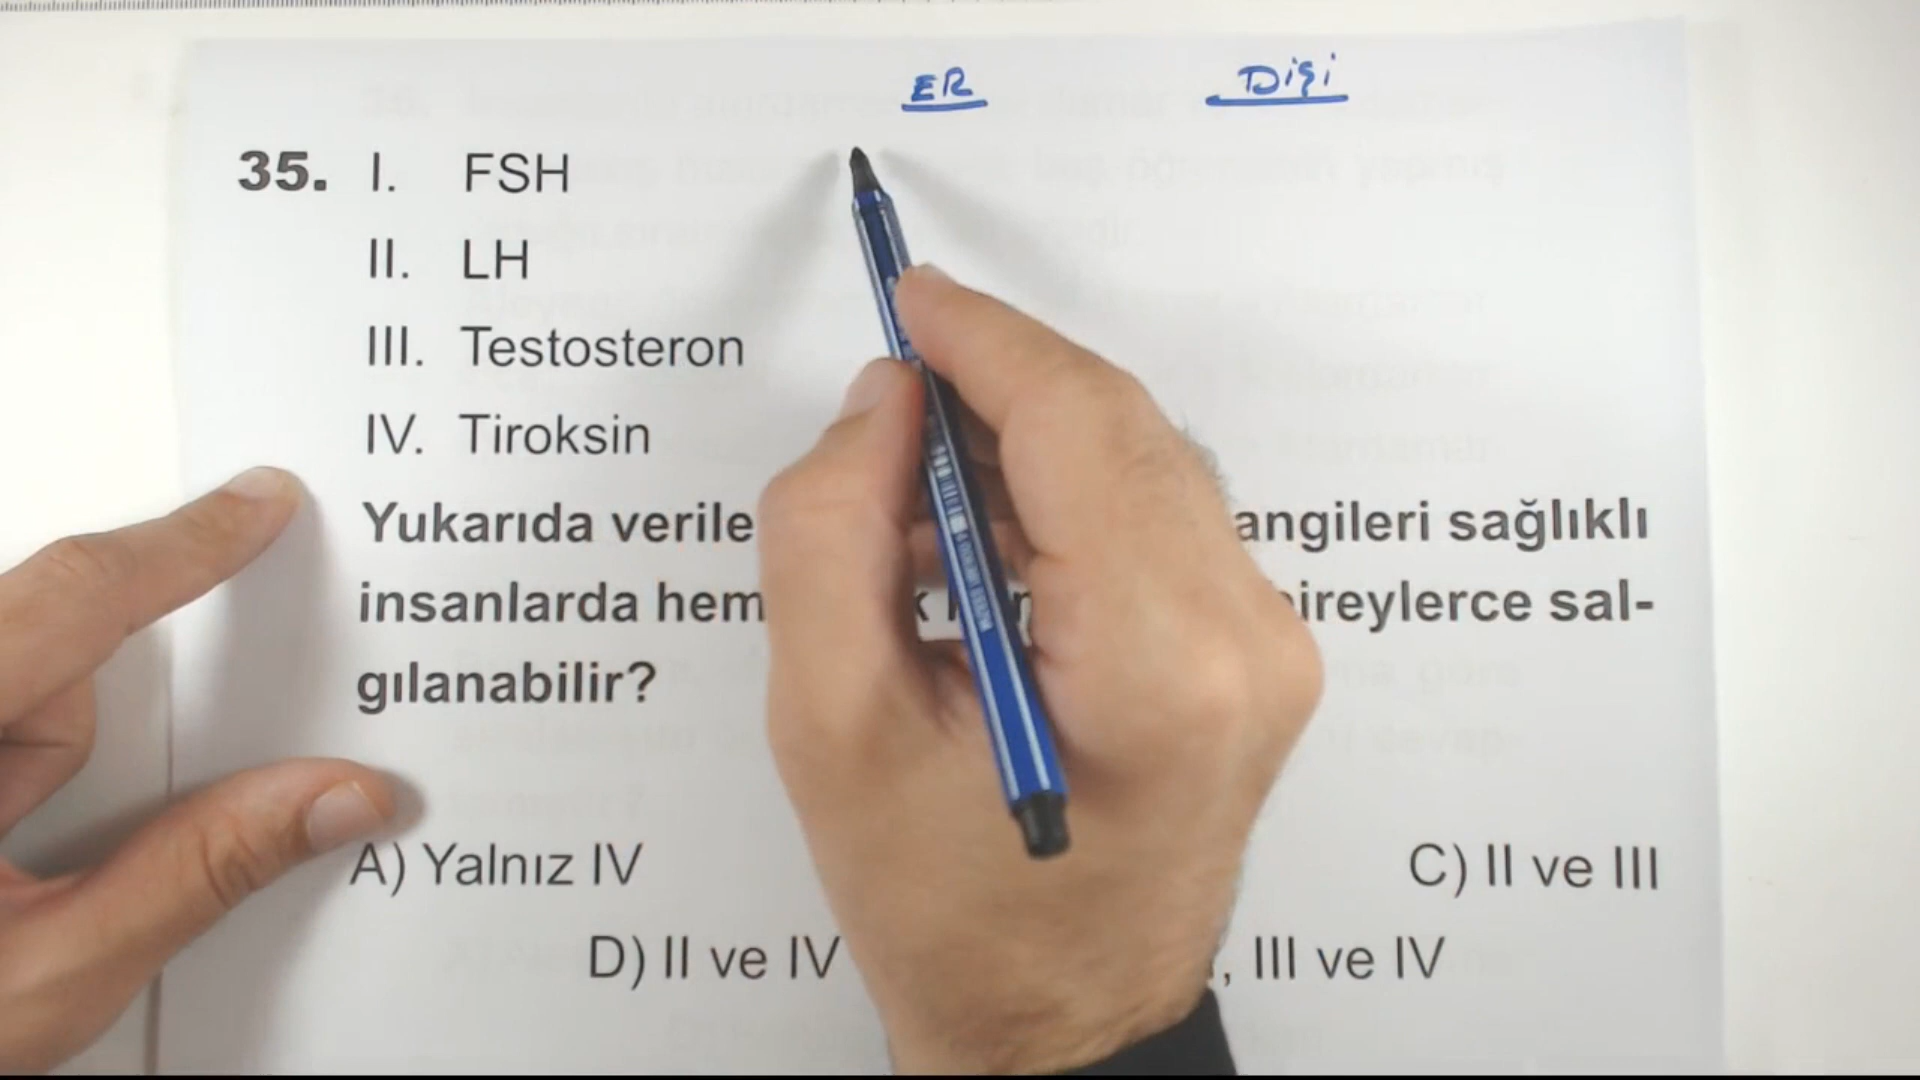 ER Dişi
35. I. FSH
II. LH
III. Testosteron
IV. Tiroksin
Yukarıda verile angileri sağlıklı
insanlarda hem ireylerce sal-
gılanabilir?
A) Yalnız IV C) II ve III
D) II ve IV , III ve IV